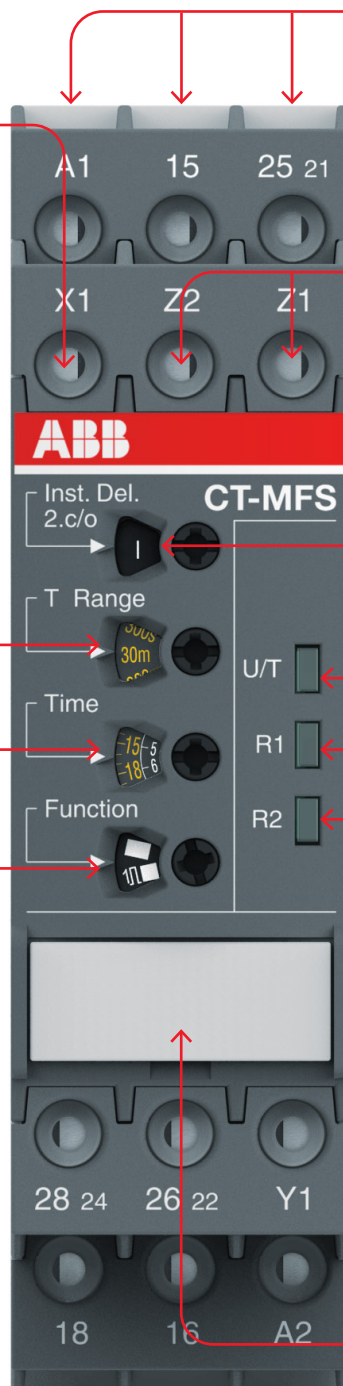 A1 15 25 21
X1 Z2 Z1
ABB
Inst. Del.
2.c/o
CT-MFS
I
T Range
300s
30m
U/T
Time
15 5
18 6
R1
Function
R2
28 24 26 22 Y1
18 16 A2